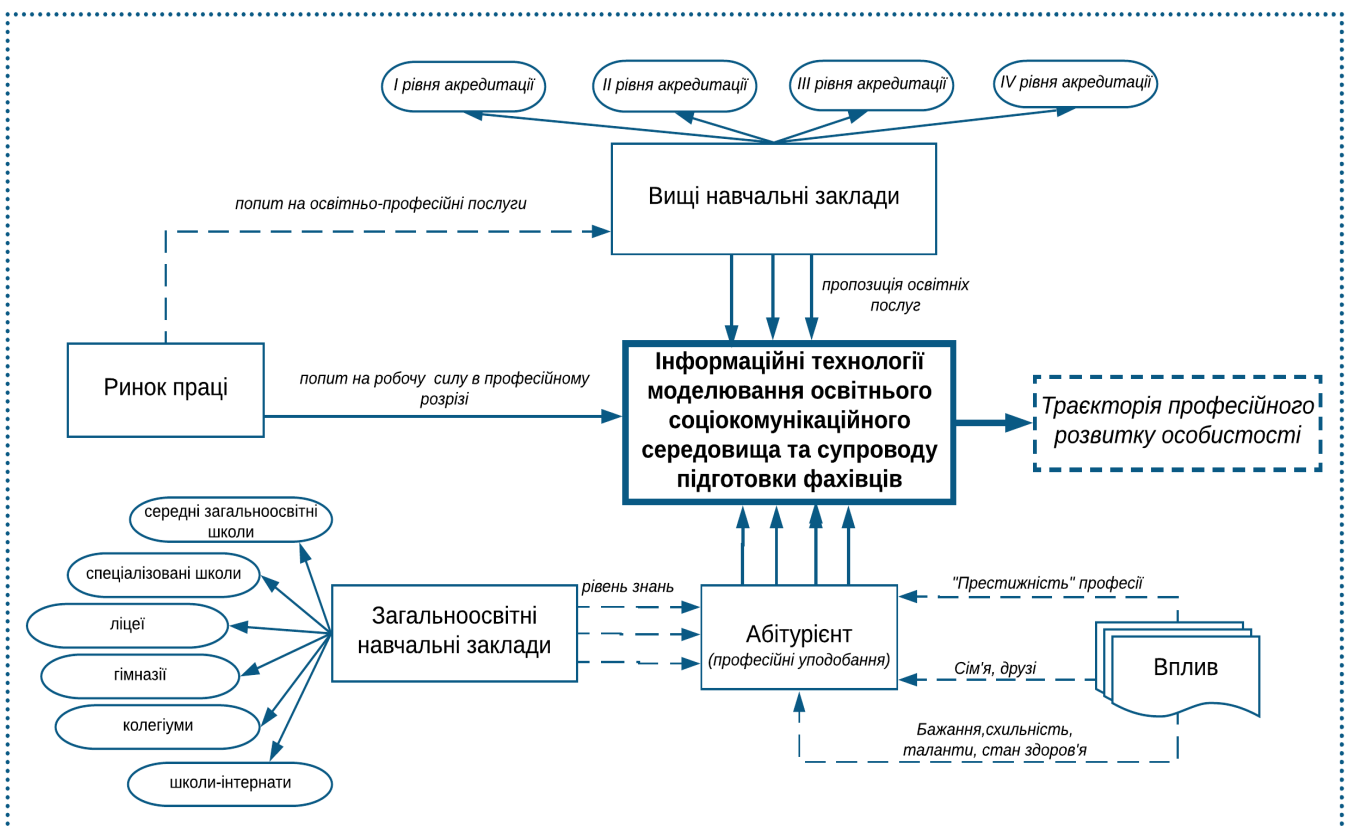 І рівня акредитації
ІІ рівня акредитації
ІІІ рівня акредитації
IV рівня акредитації
Вищі навчальні заклади
попит на освітньо-професійні послуги
пропозиція освітніх
послуг
Ринок праці
попит на робочу силу в професійному
розрізі
Інформаційні технології
моделювання освітнього
соціокомунікаційного
середовища та супроводу
підготовки фахівців
Траєкторія професійного
розвитку особистості
середні загальноосвітні
школи
спеціалізовані школи
ліцеї
гімназії
колегіуми
школи-інтернати
Загальноосвітні
навчальні заклади
рівень знань
Абітурієнт
(професійні уподобання)
"Престижність" професії
Сім'я, друзі
Бажання,схильність,
таланти, стан здоров'я
Вплив